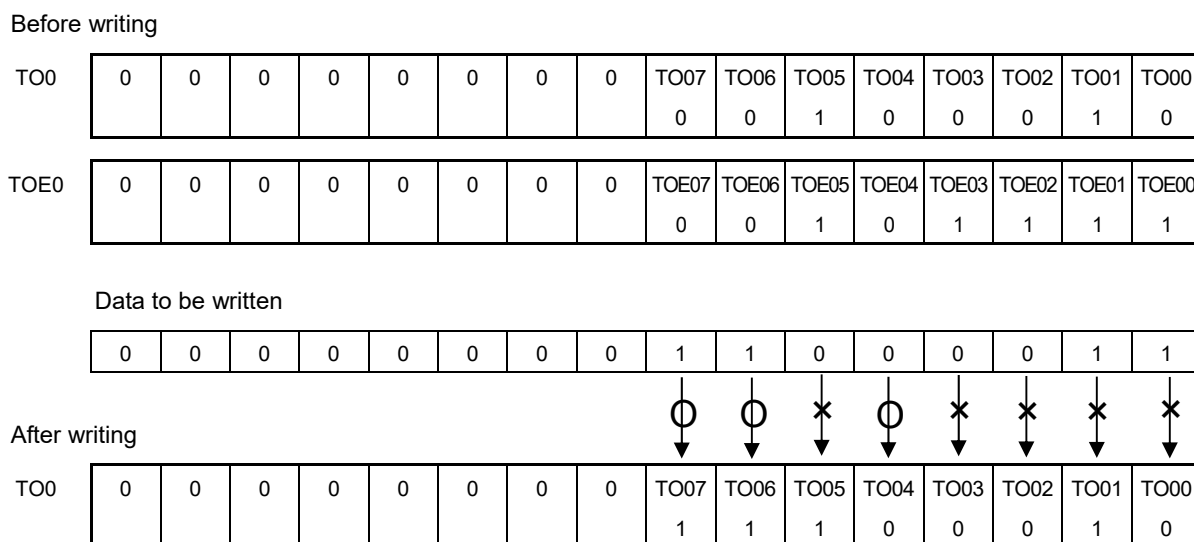 Before writing
TO0 0 0 0 0 0 0 0 0 TO07 TO06 TO05 TO04 TO03 TO02 TO01 TO00
0 0 1 0 0 0 1 0
TOE0 0 0 0 0 0 0 0 0 TOE07 TOE06 TOE05 TOE04 TOE03 TOE02 TOE01 TOE00
0 0 1 0 1 1 1 1
Data to be written
0 0 0 0 0 0 0 0 1 1 0 0 0 0 1 1
O O × O × × × ×
After writing
TO0 0 0 0 0 0 0 0 0 TO07 TO06 TO05 TO04 TO03 TO02 TO01 TO00
1 1 1 0 0 0 1 0